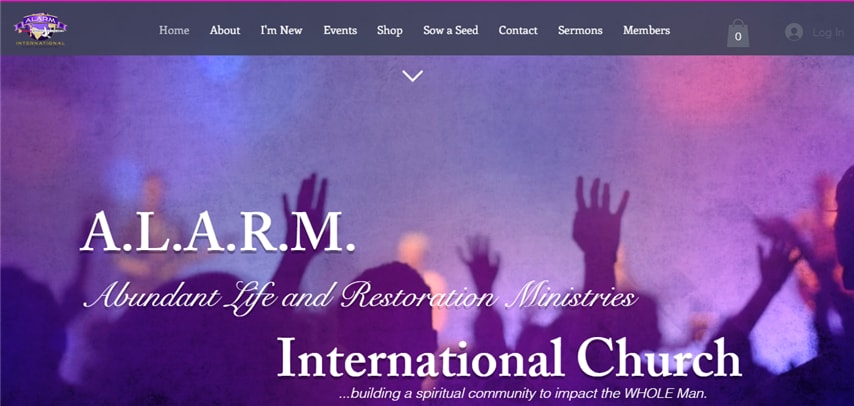 ALARM
INTERNATIONAL
Home About I'm New Events Shop Sow a Seed Contact Sermons Members 0 Log In
A.L.A.R.M.
Abundant Life and Restoration Ministries
International Church
...building a spiritual community to impact the WHOLE Man.